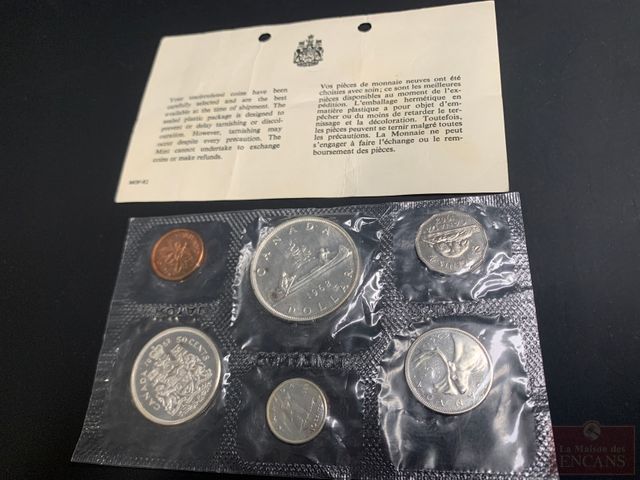 Your uncirculated coins have been
carefully selected and are the best
available at the time of shipment. The
sealed plastic package is designed to
prevent or delay tarnishing or discol-
oration. However, tarnishing may
occur despite every precaution. The
Mint cannot undertake to exchange
coins or make refunds.
Vos pièces de monnaie neuves ont été
choisies avec soin; ce sont les meilleures
pièces disponibles au moment de l'ex-
pédition. L'emballage hermétique en
matière plastique a pour objet d'em-
pêcher ou du moins de retarder le ter-
nissage et la décoloration. Toutefois,
les pièces peuvent se ternir malgré toutes
les précautions. La Monnaie ne peut
s'engager à faire l'échange ou le rem-
boursement des pièces.
CANADA
DOLLAR
CANADA
50 CENTS
La Maison des
ENCANS